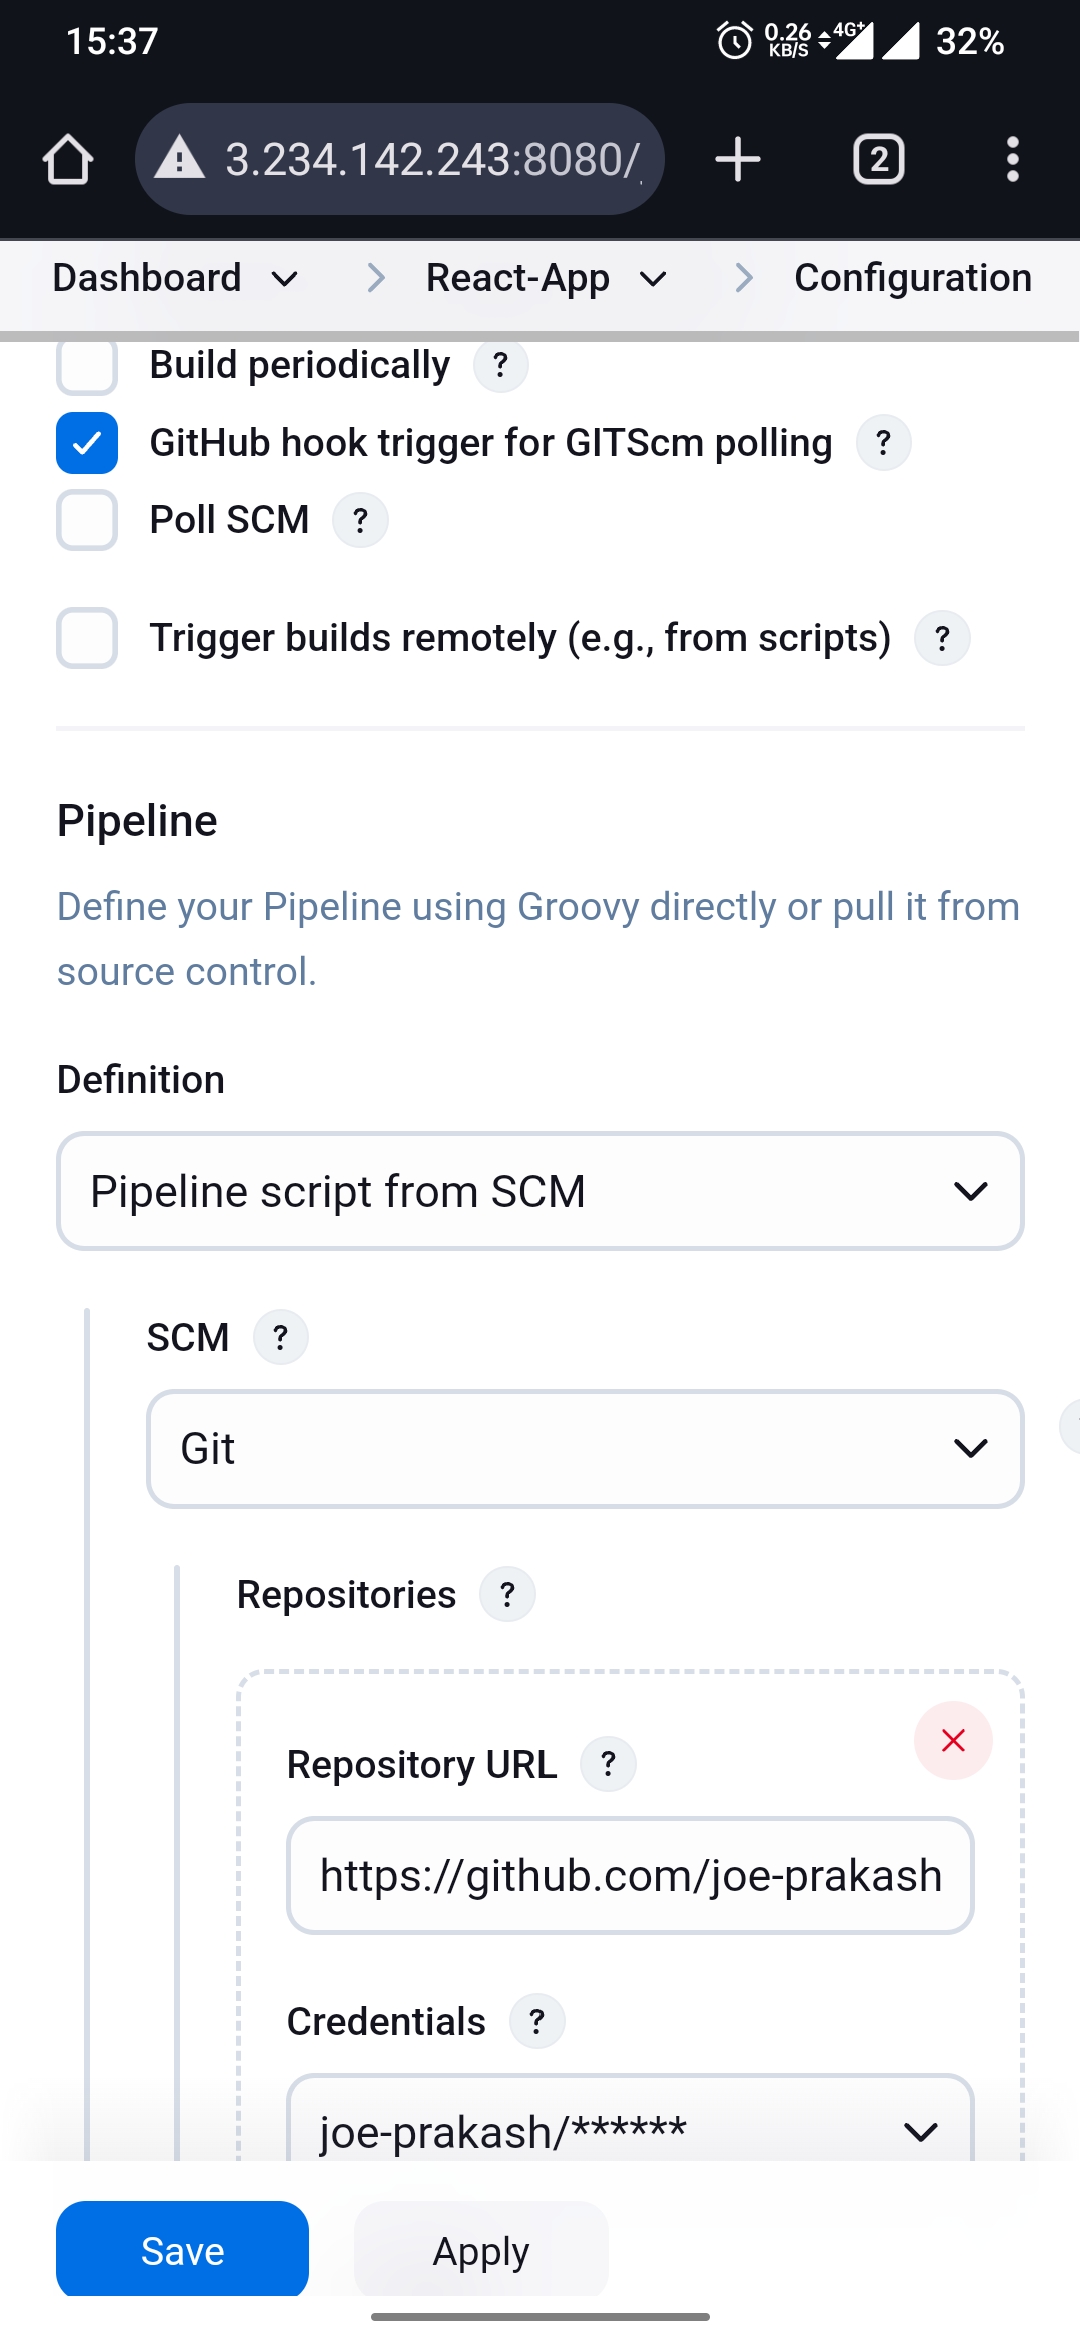 15:37
0.26 KB/S 4G+ 32%
3.234.142.243:8080/
2
Dashboard React-App Configuration
Build periodically ?
GitHub hook trigger for GITScm polling ?
Poll SCM ?
Trigger builds remotely (e.g., from scripts) ?
Pipeline
Define your Pipeline using Groovy directly or pull it from
source control.
Definition
Pipeline script from SCM
SCM ?
Git
Repositories ?
Repository URL ?
https://github.com/joe-prakash
Credentials ?
joe-prakash/******
Save Apply